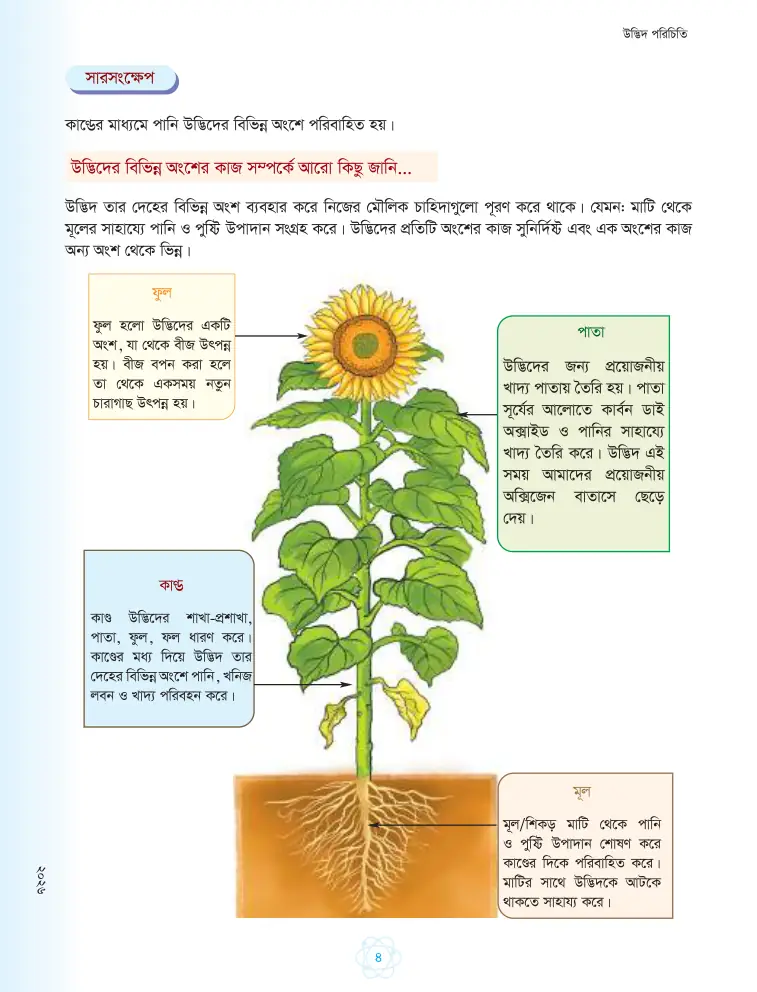 উদ্ভিদ পরিচিতি
সারসংক্ষেপ
কাণ্ডের মাধ্যমে পানি উদ্ভিদের বিভিন্ন অংশে পরিবাহিত হয়।
উদ্ভিদের বিভিন্ন অংশের কাজ সম্পর্কে আরো কিছু জানি...
উদ্ভিদ তার দেহের বিভিন্ন অংশ ব্যবহার করে নিজের মৌলিক চাহিদাগুলো পূরণ করে থাকে। যেমন: মাটি থেকে
মূলের সাহায্যে পানি ও পুষ্টি উপাদান সংগ্রহ করে। উদ্ভিদের প্রতিটি অংশের কাজ সুনির্দিষ্ট এবং এক অংশের কাজ
অন্য অংশ থেকে ভিন্ন।
ফুল
ফুল হলো উদ্ভিদের একটি
অংশ, যা থেকে বীজ উৎপন্ন
হয়। বীজ বপন করা হলে
তা থেকে একসময় নতুন
চারাগাছ উৎপন্ন হয়।
পাতা
উদ্ভিদের জন্য প্রয়োজনীয়
খাদ্য পাতায় তৈরি হয়। পাতা
সূর্যের আলোতে কার্বন ডাই
অক্সাইড ও পানির সাহায্যে
খাদ্য তৈরি করে। উদ্ভিদ এই
সময় আমাদের প্রয়োজনীয়
অক্সিজেন বাতাসে ছেড়ে
দেয়।
কাণ্ড
কাণ্ড উদ্ভিদের শাখা-প্রশাখা,
পাতা, ফুল, ফল ধারণ করে।
কাণ্ডের মধ্য দিয়ে উদ্ভিদ তার
দেহের বিভিন্ন অংশে পানি, খনিজ
লবন ও খাদ্য পরিবহন করে।
মূল
মূল/শিকড় মাটি থেকে পানি
ও পুষ্টি উপাদান শোষণ করে
কাণ্ডের দিকে পরিবাহিত করে।
মাটির সাথে উদ্ভিদকে আটকে
থাকতে সাহায্য করে।
২০২৫
৪